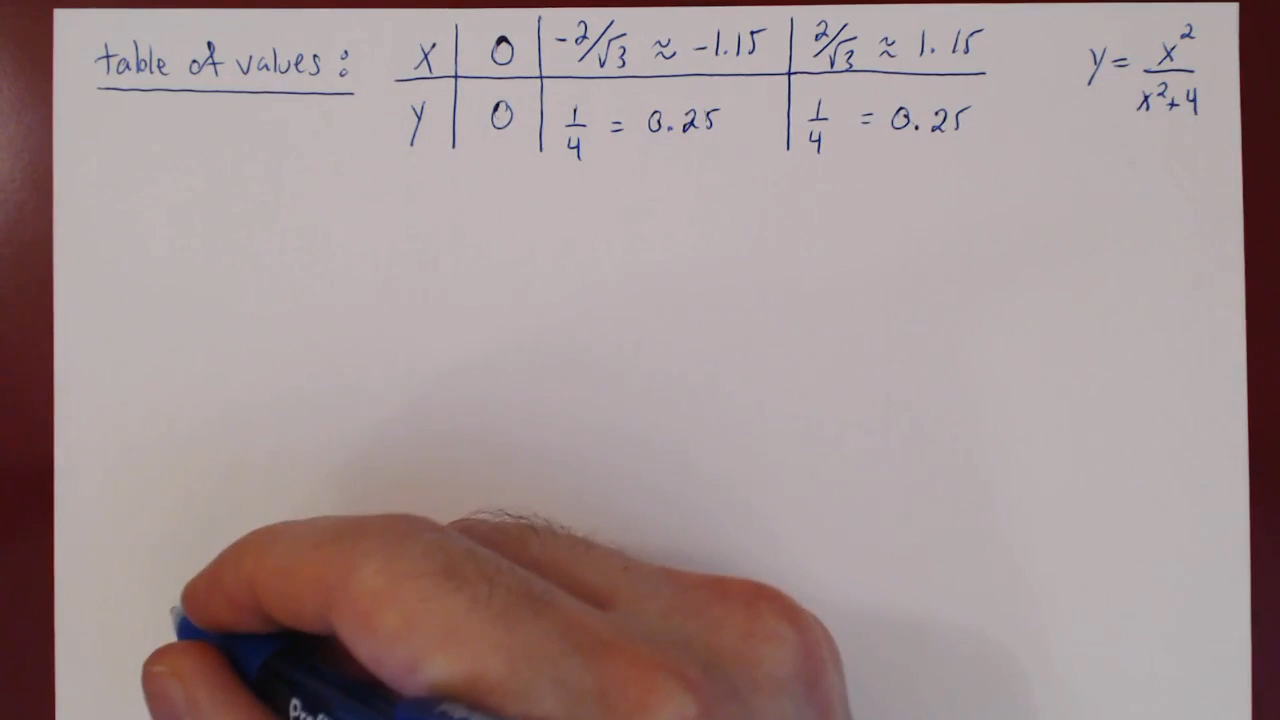 table of values: X | 0 | -2/√3 ≈ -1.15 | 2/√3 ≈ 1.15
Y | 0 | 1/4 = 0.25 | 1/4 = 0.25
y = x²/(x²+4)